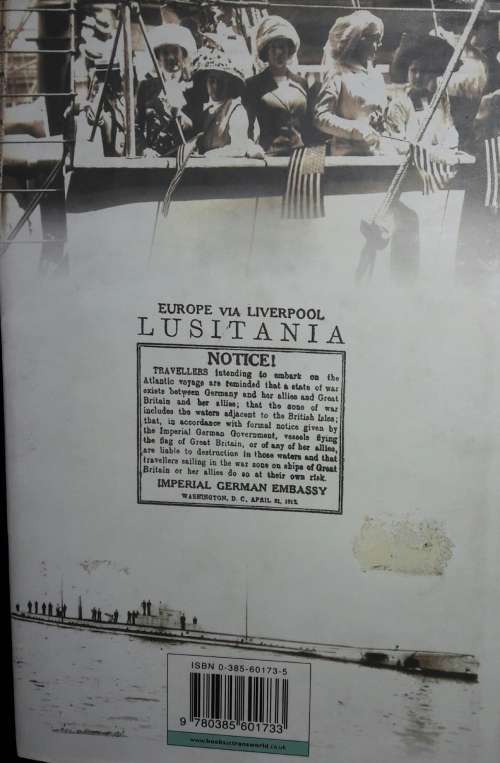 EUROPE VIA LIVERPOOL
LUSITANIA
NOTICE!
TRAVELLERS intending to embark on the
Atlantic voyage are reminded that a state of war
exists between Germany and her allies and Great
Britain and her allies; that the zone of war
includes the waters adjacent to the British Isles;
that, in accordance with formal notice given by
the Imperial German Government, vessels flying
the flag of Great Britain, or of any of her allies,
are liable to destruction in those waters and that
travellers sailing in the war zone on ships of Great
Britain or her allies do so at their own risk.
IMPERIAL GERMAN EMBASSY
WASHINGTON, D. C. APRIL
ISBN 0-385-60173-5
9 780385 601733
www.booksattransworld.co.uk